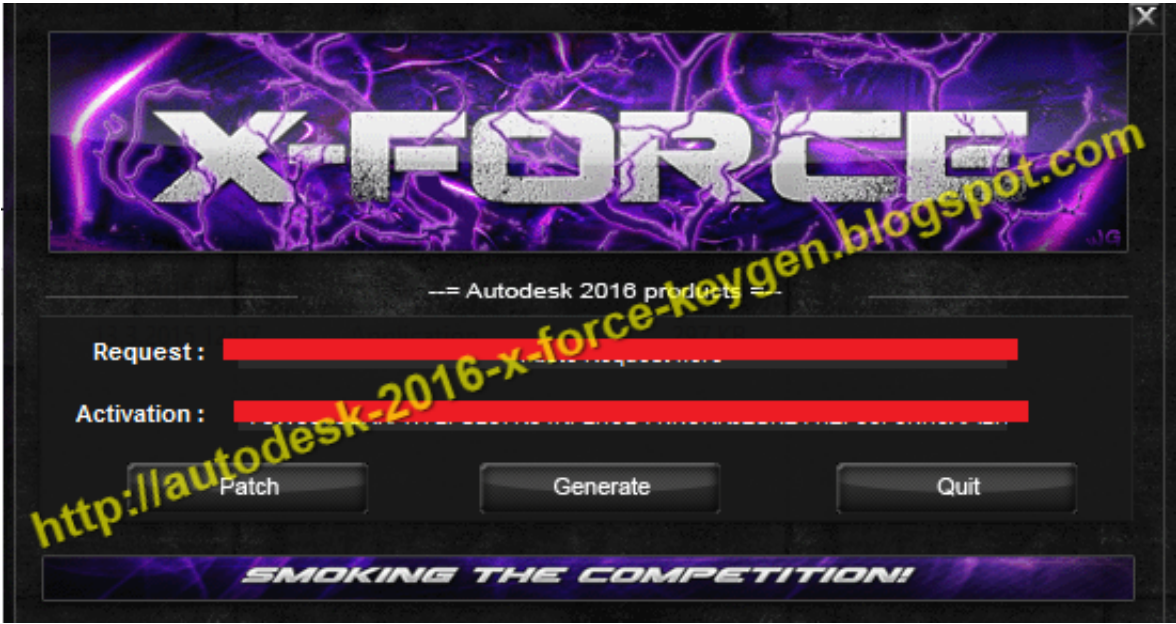 X
X-FORCE
--= Autodesk 2016 products =--
Request :
Activation :
Patch Generate Quit
SMOKING THE COMPETITION!
http://autodesk-2016-x-force-keygen.blogspot.com